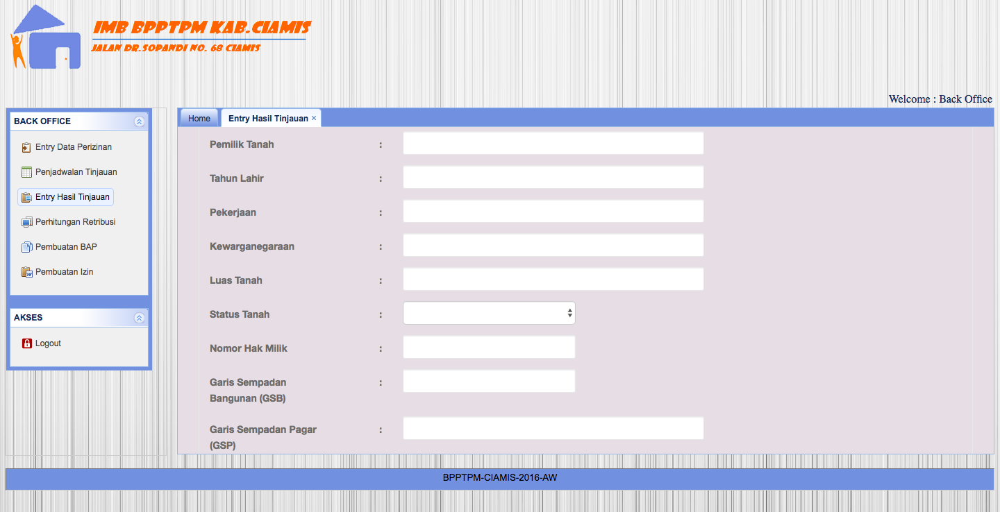 IMB BPPTPM KAB.CIAMIS
JALAN DR.SOPANDI NO. 68 CIAMIS
Welcome : Back Office
BACK OFFICE
Entry Data Perizinan
Penjadwalan Tinjauan
Entry Hasil Tinjauan
Perhitungan Retribusi
Pembuatan BAP
Pembuatan Izin
AKSES
Logout
Home
Entry Hasil Tinjauan ×
Pemilik Tanah :
Tahun Lahir :
Pekerjaan :
Kewarganegaraan :
Luas Tanah :
Status Tanah :
Nomor Hak Milik :
Garis Sempadan :
Bangunan (GSB)
Garis Sempadan Pagar :
(GSP)
BPPTPM-CIAMIS-2016-AW